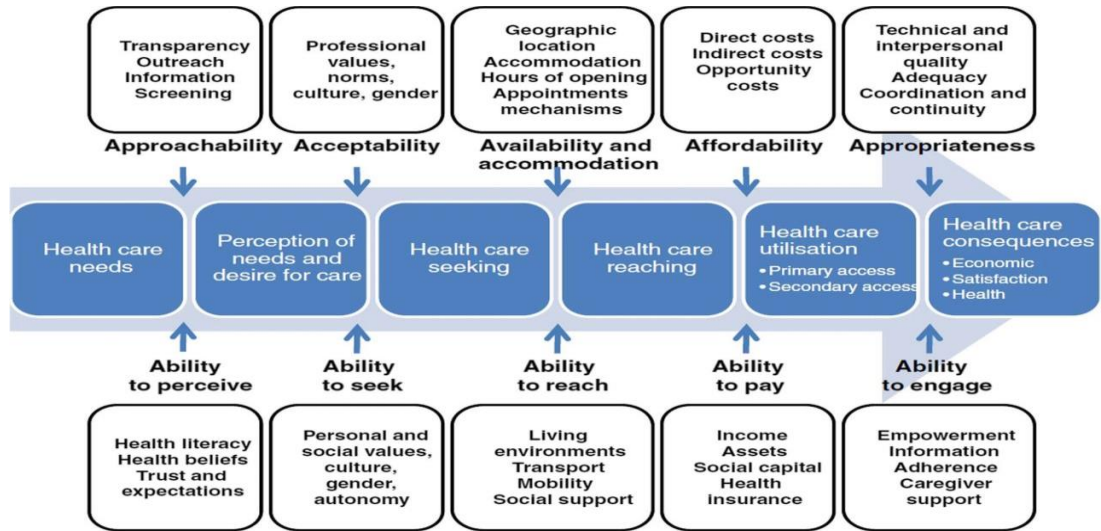 Transparency
Outreach
Information
Screening
Professional
values,
norms,
culture, gender
Geographic
location
Accommodation
Hours of opening
Appointments
mechanisms
Direct costs
Indirect costs
Opportunity
costs
Technical and
interpersonal
quality
Adequacy
Coordination and
continuity
Approachability
Acceptability
Availability and
accommodation
Affordability
Appropriateness
Health care
needs
Perception of
needs and
desire for care
Health care
seeking
Health care
reaching
Health care
utilisation
•Primary access
•Secondary access
Health care
consequences
•Economic
•Satisfaction
•Health
Ability
to perceive
Ability
to seek
Ability
to reach
Ability
to pay
Ability
to engage
Health literacy
Health beliefs
Trust and
expectations
Personal and
social values,
culture,
gender,
autonomy
Living
environments
Transport
Mobility
Social support
Income
Assets
Social capital
Health
insurance
Empowerment
Information
Adherence
Caregiver
support